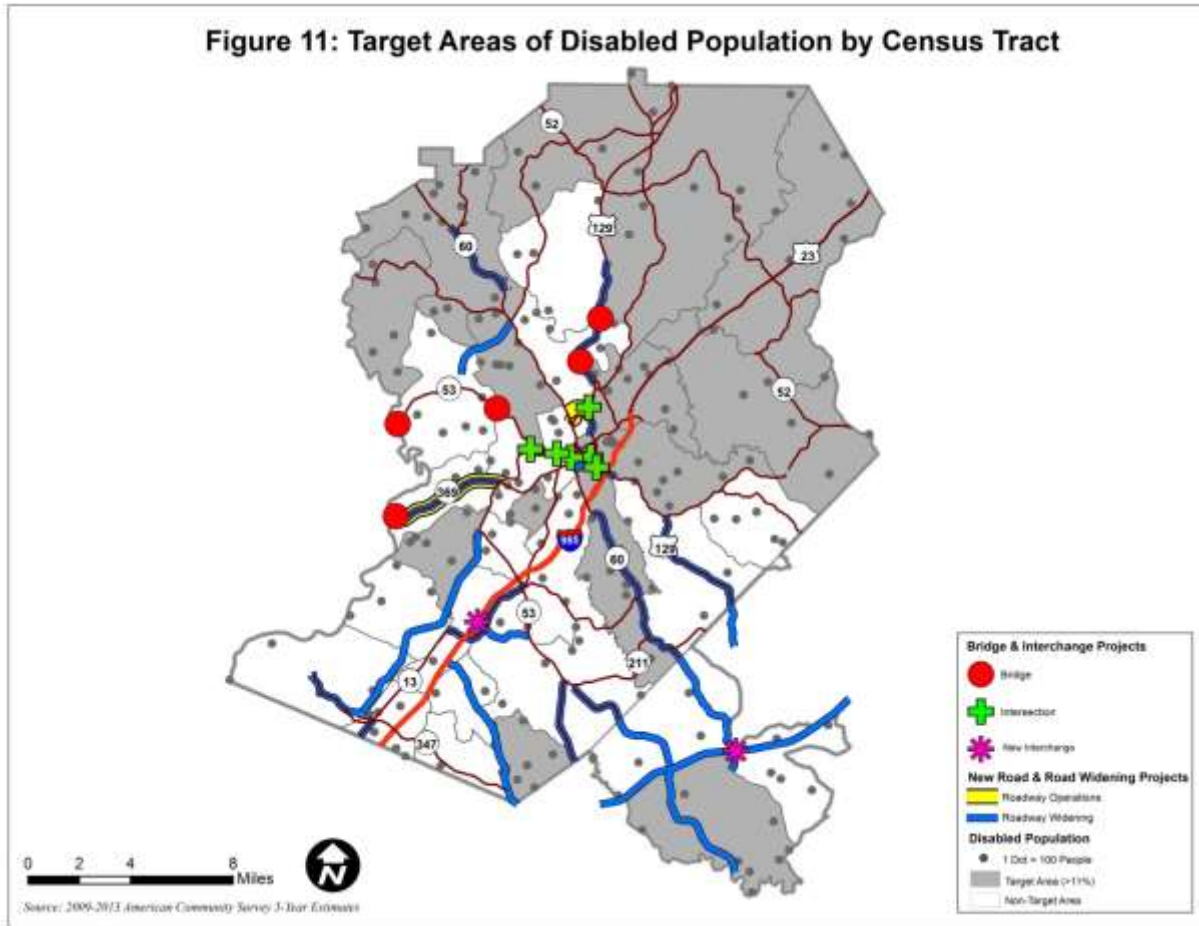 Figure 11: Target Areas of Disabled Population by Census Tract
52
129
60
23
53
52
369
985
129
60
53
211
13
347
Bridge & Interchange Projects
Bridge
Intersection
New Interchange
New Road & Road Widening Projects
Roadway Operations
Roadway Widening
Disabled Population
1 Dot = 100 People
Target Area (>11%)
Non-Target Area
0 2 4 8
Miles
N
Source: 2009-2013 American Community Survey 5-Year Estimates